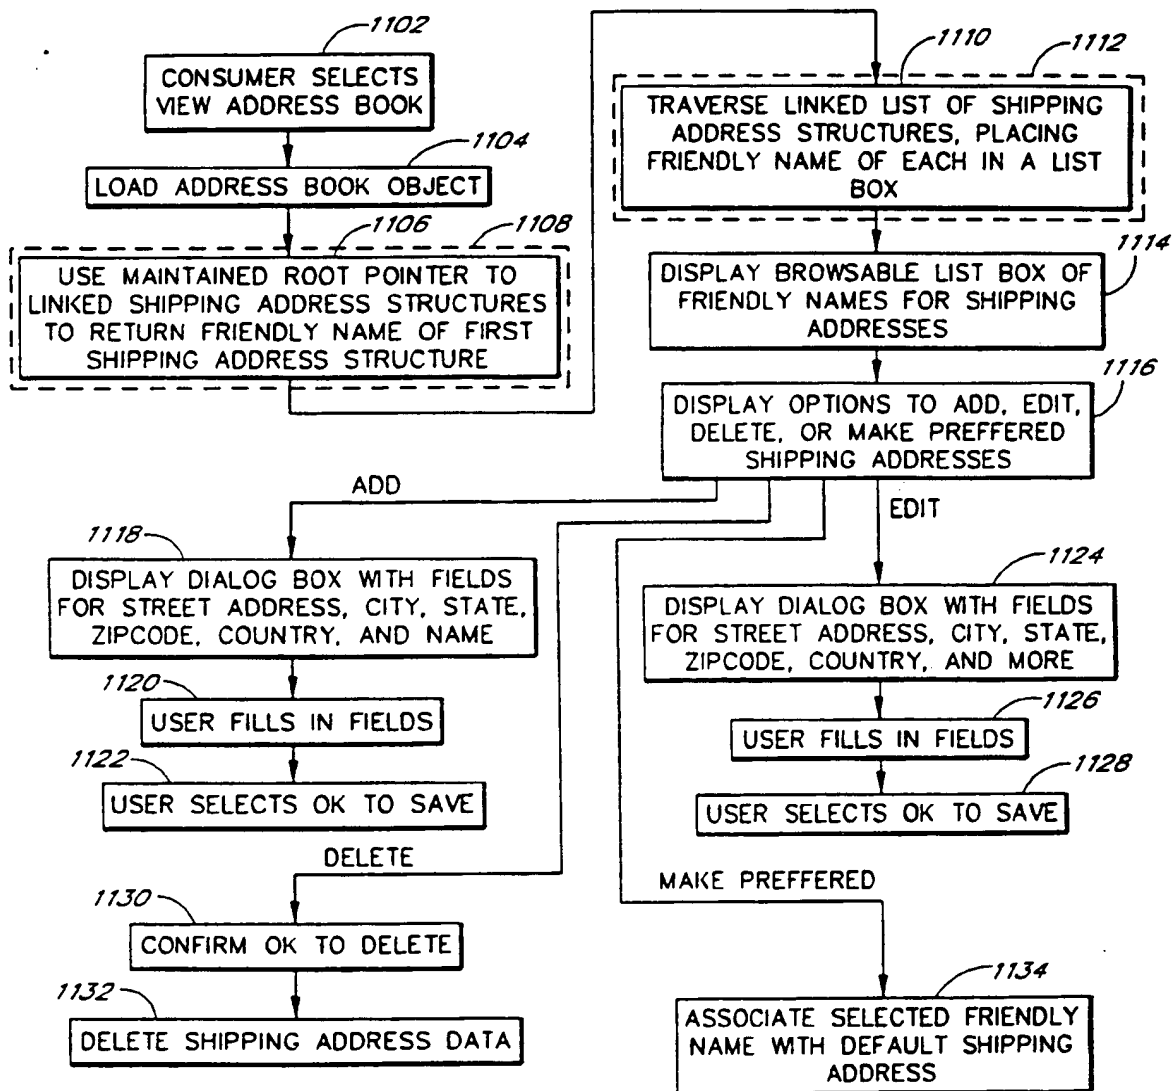 1102
CONSUMER SELECTS
VIEW ADDRESS BOOK
1104
LOAD ADDRESS BOOK OBJECT
1106
1108
USE MAINTAINED ROOT POINTER TO
LINKED SHIPPING ADDRESS STRUCTURES
TO RETURN FRIENDLY NAME OF FIRST
SHIPPING ADDRESS STRUCTURE
1110
1112
TRAVERSE LINKED LIST OF SHIPPING
ADDRESS STRUCTURES, PLACING
FRIENDLY NAME OF EACH IN A LIST
BOX
1114
DISPLAY BROWSABLE LIST BOX OF
FRIENDLY NAMES FOR SHIPPING
ADDRESSES
1116
DISPLAY OPTIONS TO ADD, EDIT,
DELETE, OR MAKE PREFFERED
SHIPPING ADDRESSES
ADD
1118
DISPLAY DIALOG BOX WITH FIELDS
FOR STREET ADDRESS, CITY, STATE,
ZIPCODE, COUNTRY, AND NAME
1120
USER FILLS IN FIELDS
1122
USER SELECTS OK TO SAVE
EDIT
1124
DISPLAY DIALOG BOX WITH FIELDS
FOR STREET ADDRESS, CITY, STATE,
ZIPCODE, COUNTRY, AND MORE
1126
USER FILLS IN FIELDS
1128
USER SELECTS OK TO SAVE
DELETE
1130
CONFIRM OK TO DELETE
1132
DELETE SHIPPING ADDRESS DATA
MAKE PREFFERED
1134
ASSOCIATE SELECTED FRIENDLY
NAME WITH DEFAULT SHIPPING
ADDRESS